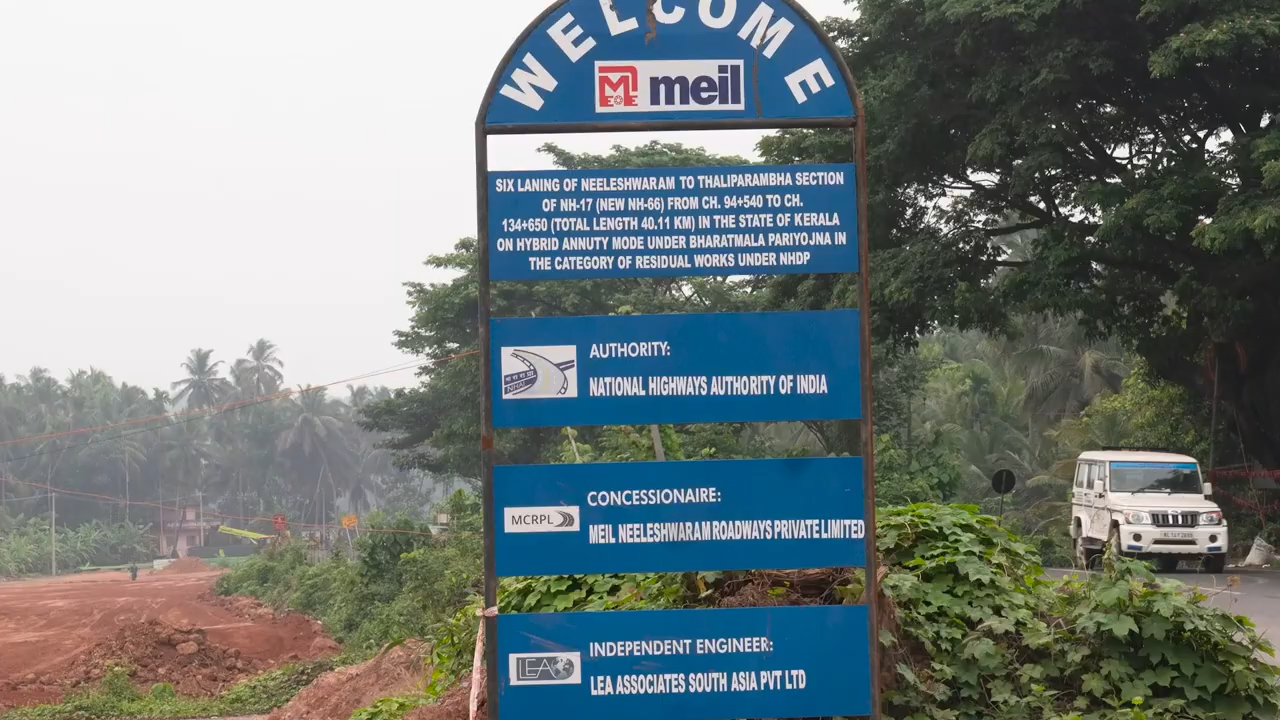 WELCOME
MEIL meil
SIX LANING OF NEELESHWARAM TO THALIPARAMBHA SECTION
OF NH-17 (NEW NH-66) FROM CH. 94+540 TO CH.
134+650 (TOTAL LENGTH 40.11 KM) IN THE STATE OF KERALA
ON HYBRID ANNUTY MODE UNDER BHARATMALA PARIYOJNA IN
THE CATEGORY OF RESIDUAL WORKS UNDER NHDP
NHAI
AUTHORITY:
NATIONAL HIGHWAYS AUTHORITY OF INDIA
MCRPL
CONCESSIONAIRE:
MEIL NEELESHWARAM ROADWAYS PRIVATE LIMITED
LEA
INDEPENDENT ENGINEER:
LEA ASSOCIATES SOUTH ASIA PVT LTD